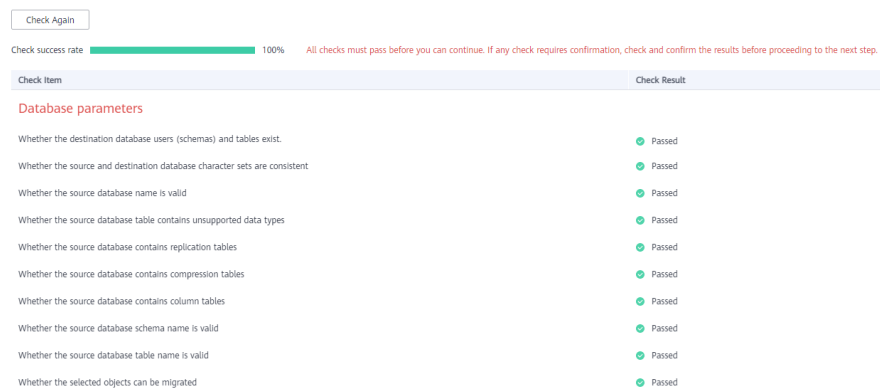 Check Again
Check success rate 100% All checks must pass before you can continue. If any check requires confirmation, check and confirm the results before proceeding to the next step.
Check Item Check Result
Database parameters
Whether the destination database users (schemas) and tables exist. Passed
Whether the source and destination database character sets are consistent Passed
Whether the source database name is valid Passed
Whether the source database table contains unsupported data types Passed
Whether the source database contains replication tables Passed
Whether the source database contains compression tables Passed
Whether the source database contains column tables Passed
Whether the source database schema name is valid Passed
Whether the source database table name is valid Passed
Whether the selected objects can be migrated Passed